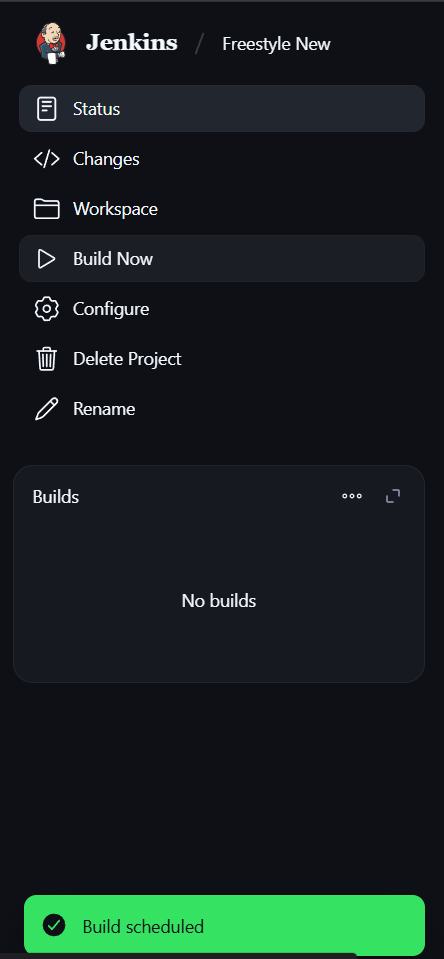 Jenkins / Freestyle New
Status
Changes
Workspace
Build Now
Configure
Delete Project
Rename
Builds
No builds
Build scheduled